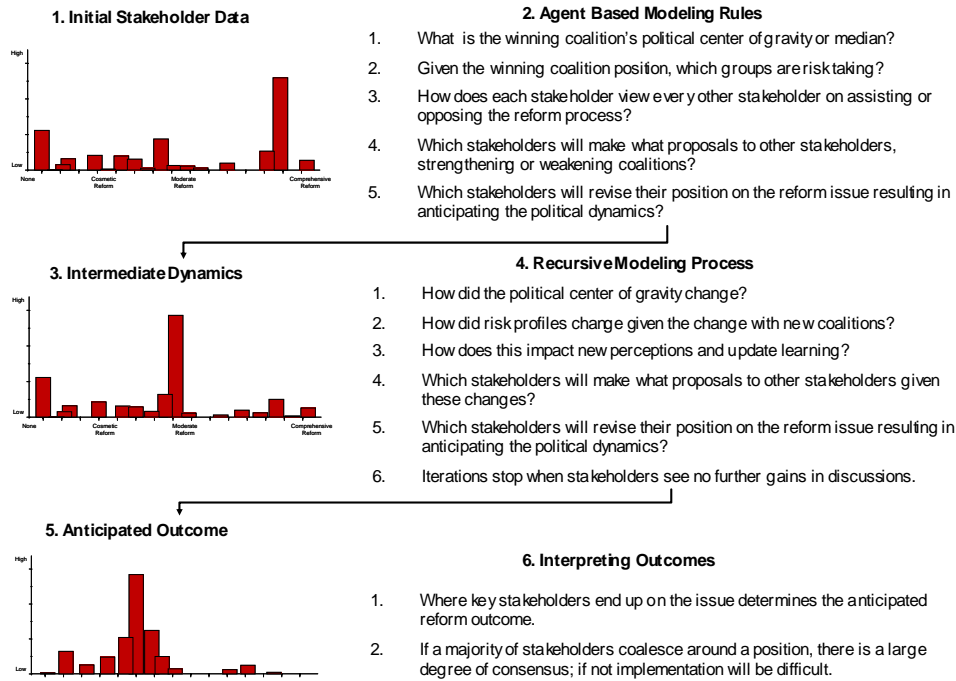 1. Initial Stakeholder Data
High
Low
None
Cosmetic
Reform
Moderate
Reform
Comprehensive
Reform
2. Agent Based Modeling Rules
1. What is the winning coalition's political center of gravity or median?
2. Given the winning coalition position, which groups are risk taking?
3. How does each stakeholder view every other stakeholder on assisting or
opposing the reform process?
4. Which stakeholders will make what proposals to other stakeholders,
strengthening or weakening coalitions?
5. Which stakeholders will revise their position on the reform issue resulting in
anticipating the political dynamics?
3. Intermediate Dynamics
High
Low
None
Cosmetic
Reform
Moderate
Reform
Comprehensive
Reform
4. Recursive Modeling Process
1. How did the political center of gravity change?
2. How did risk profiles change given the change with new coalitions?
3. How does this impact new perceptions and update learning?
4. Which stakeholders will make what proposals to other stakeholders given
these changes?
5. Which stakeholders will revise their position on the reform issue resulting in
anticipating the political dynamics?
6. Iterations stop when stakeholders see no further gains in discussions.
5. Anticipated Outcome
High
Low
6. Interpreting Outcomes
1. Where key stakeholders end up on the issue determines the anticipated
reform outcome.
2. If a majority of stakeholders coalesce around a position, there is a large
degree of consensus; if not implementation will be difficult.